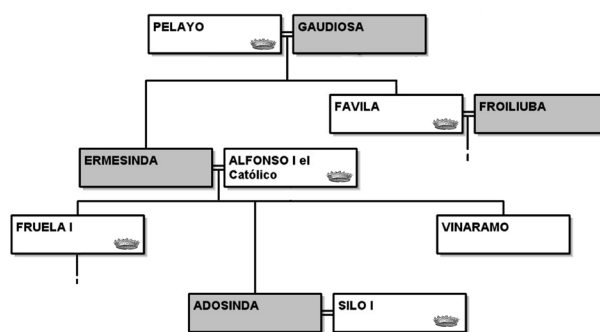 PELAYO
GAUDIOSA
FAVILA
FROILIUBA
ERMESINDA
ALFONSO I el
Católico
FRUELA I
VINARAMO
ADOSINDA
SILO I